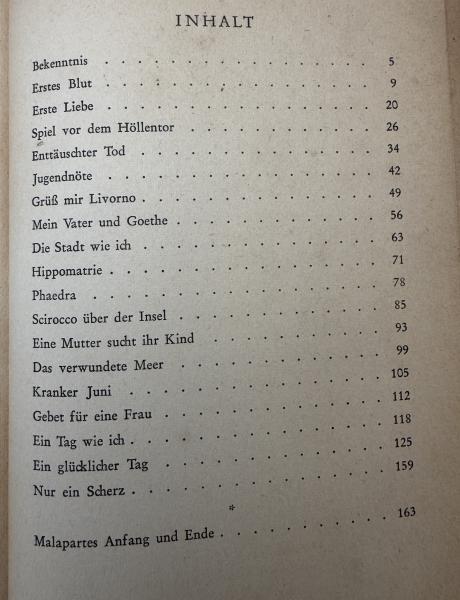 INHALT
Bekenntnis . . . . . . . . . . . . . . 5
Erstes Blut . . . . . . . . . . . . . . 9
Erste Liebe . . . . . . . . . . . . . . 20
Spiel vor dem Höllentor . . . . . . . . . . 26
Enttäuschter Tod . . . . . . . . . . . . 34
Jugendnöte . . . . . . . . . . . . . . 42
Grüß mir Livorno . . . . . . . . . . . . 49
Mein Vater und Goethe . . . . . . . . . . 56
Die Stadt wie ich . . . . . . . . . . . . 63
Hippomatrie . . . . . . . . . . . . . . 71
Phaedra . . . . . . . . . . . . . . . 78
Scirocco über der Insel . . . . . . . . . . 85
Eine Mutter sucht ihr Kind . . . . . . . . . 93
Das verwundete Meer . . . . . . . . . . . 99
Kranker Juni . . . . . . . . . . . . . 105
Gebet für eine Frau . . . . . . . . . . . 112
Ein Tag wie ich . . . . . . . . . . . . . 118
Ein glücklicher Tag . . . . . . . . . . . 125
Nur ein Scherz . . . . . . . . . . . . . 159
*
Malapartes Anfang und Ende . . . . . . . . . 163